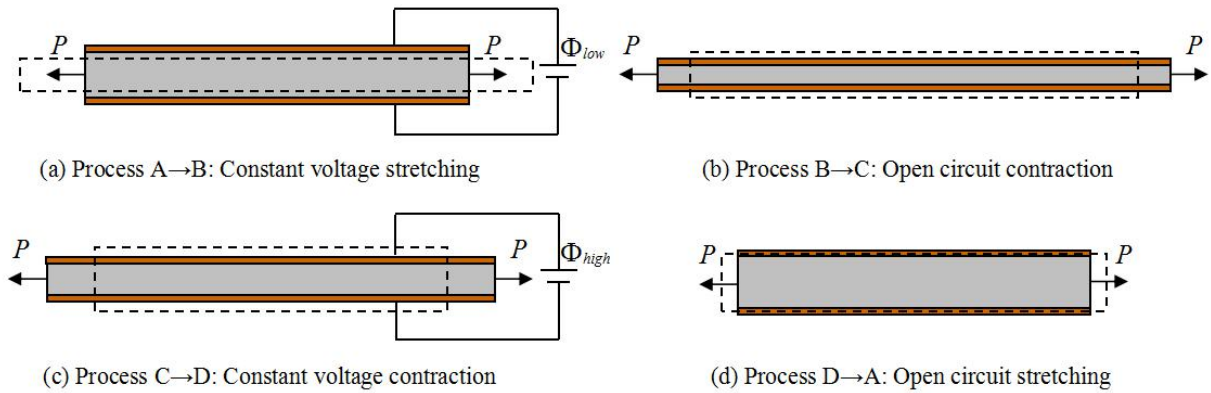 P P Φlow
P P
(a) Process A→B: Constant voltage stretching
(b) Process B→C: Open circuit contraction
P P Φhigh
P P
(c) Process C→D: Constant voltage contraction
(d) Process D→A: Open circuit stretching